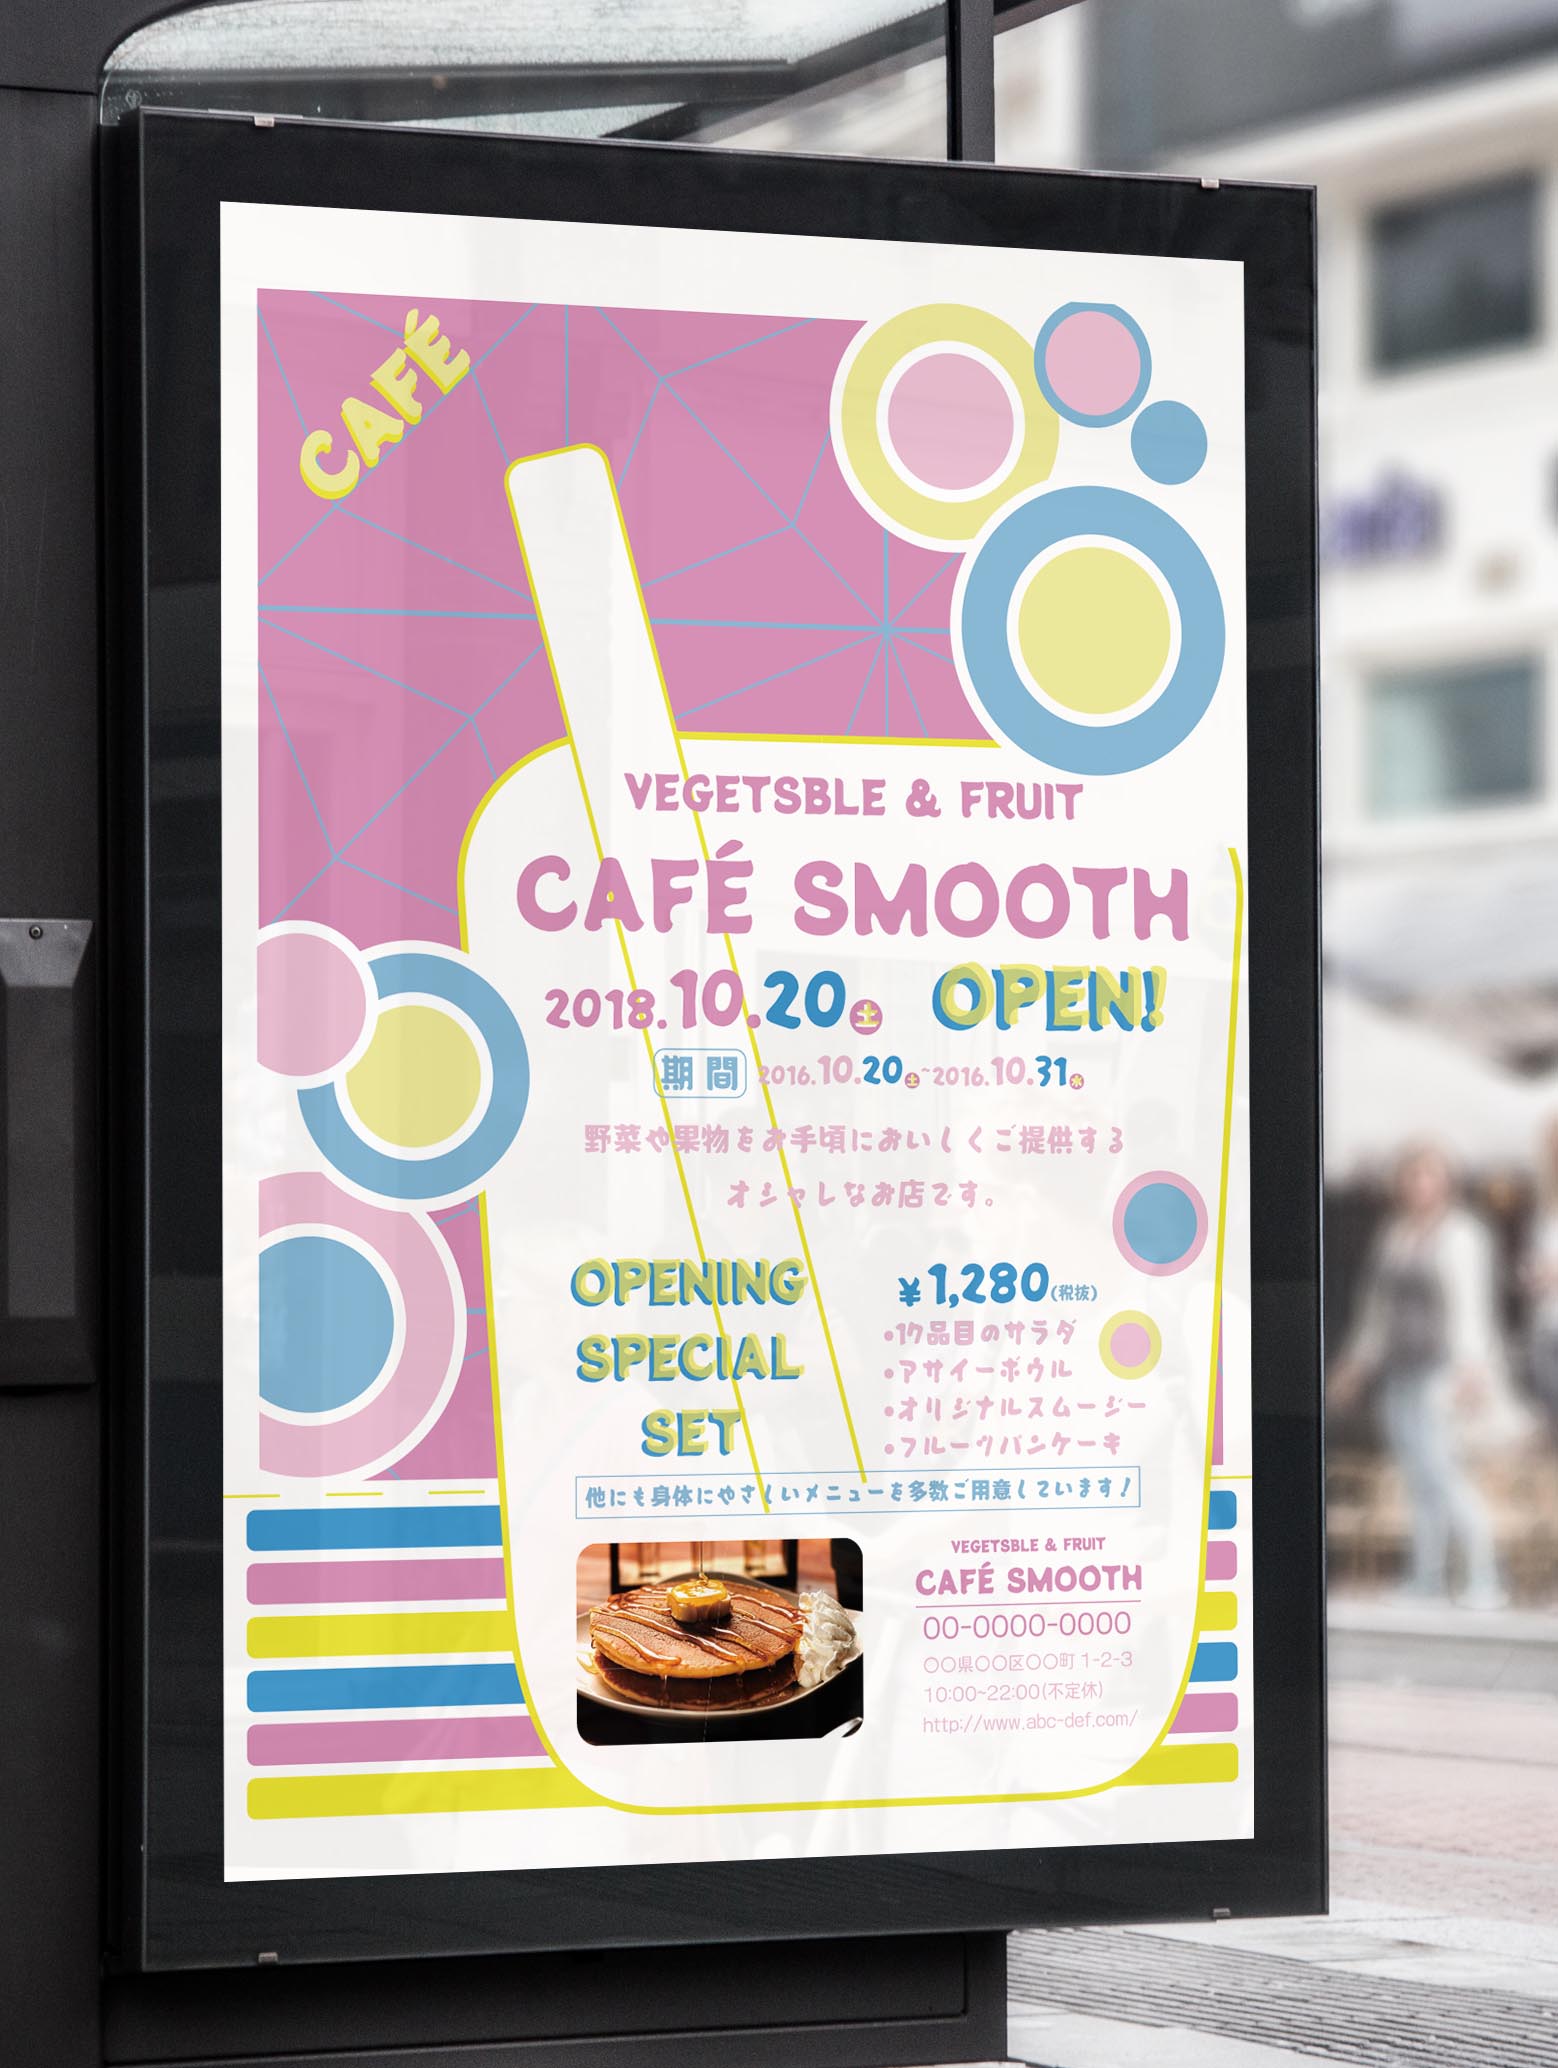 CAFÉ
VEGETSBLE & FRUIT
CAFÉ SMOOTH
2018.10.20土 OPEN!
期間 2016.10.20土~2016.10.31水
野菜や果物をお手頃においしくご提供する
オシャレなお店です。
OPENING
SPECIAL
SET
¥1,280(税抜)
•17品目のサラダ
•アサイーボウル
•オリジナルスムージー
•フルーツパンケーキ
他にも身体にやさしいメニューを多数ご用意しています!
VEGETSBLE & FRUIT
CAFÉ SMOOTH
00-0000-0000
○○県○○区○○町 1-2-3
10:00~22:00(不定休)
http://www.abc-def.com/